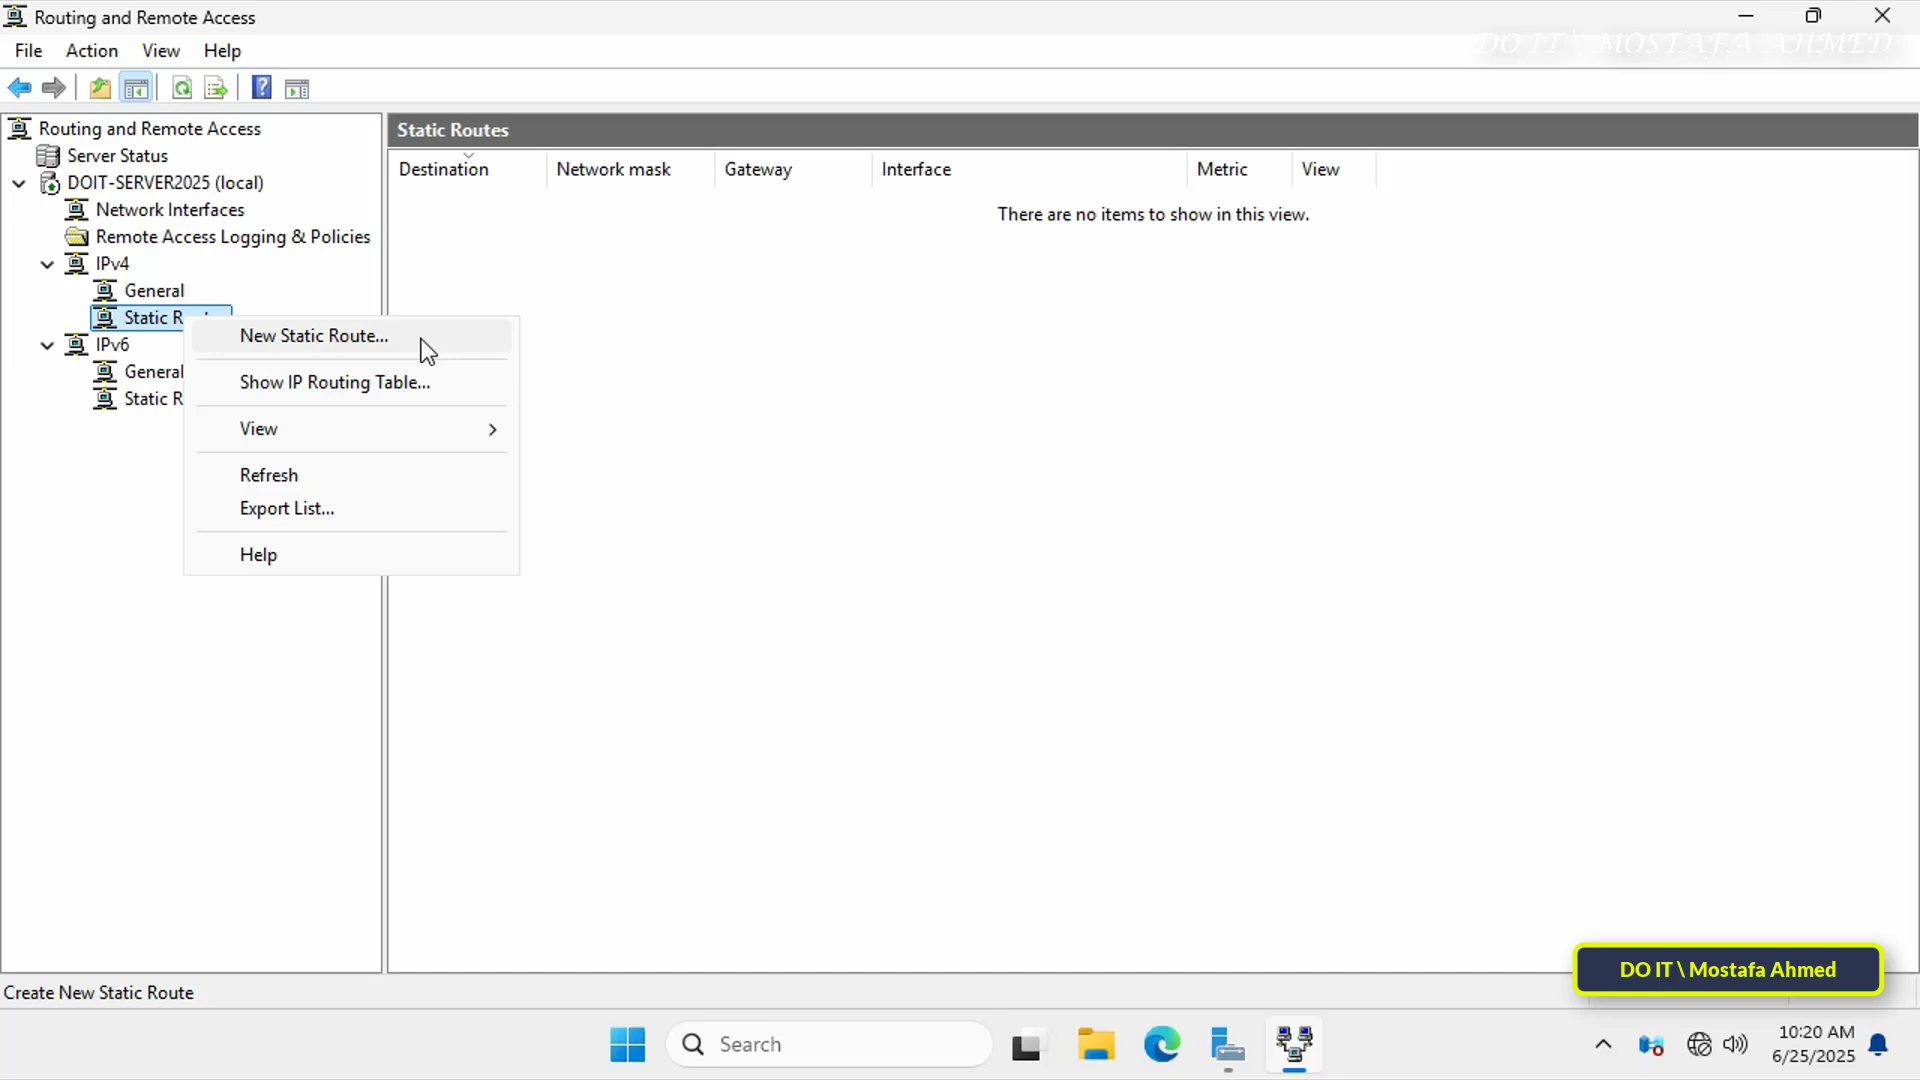 Routing and Remote Access
DO IT \ MOSTAFA AHMED
File Action View Help
Routing and Remote Access
Server Status
DOIT-SERVER2025 (local)
Network Interfaces
Remote Access Logging & Policies
IPv4
General
Static Rout
IPv6
General
Static R
New Static Route...
Show IP Routing Table...
View
Refresh
Export List...
Help
Static Routes
Destination Network mask Gateway Interface Metric View
There are no items to show in this view.
DO IT \ Mostafa Ahmed
Create New Static Route
Search
10:20 AM
6/25/2025